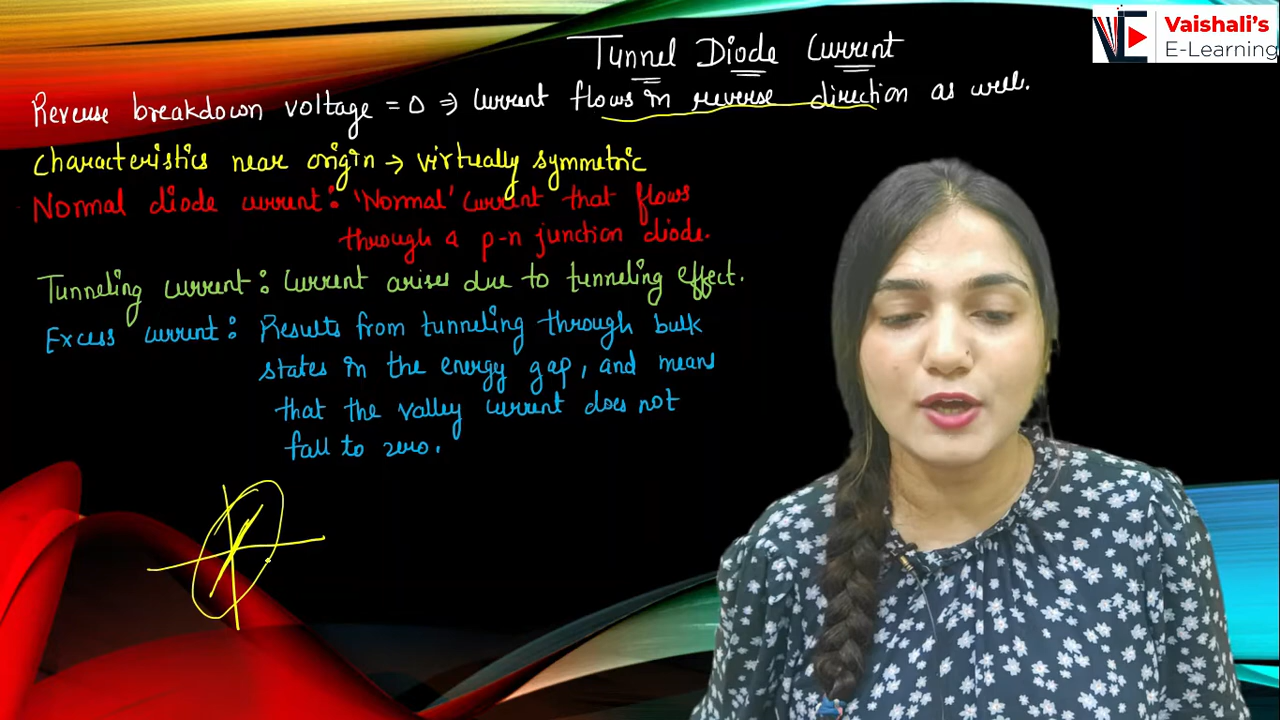 Vaishali's
E-Learning
Tunnel Diode Current
Reverse breakdown voltage = 0 ⇒ Current flows in reverse direction as well.
Characteristics near origin → virtually symmetric
Normal diode current: 'Normal' current that flows
through a p-n junction diode.
Tunneling current: Current arises due to tunneling effect.
Excess current: Results from tunneling through bulk
states in the energy gap, and means
that the valley current does not
fall to zero.